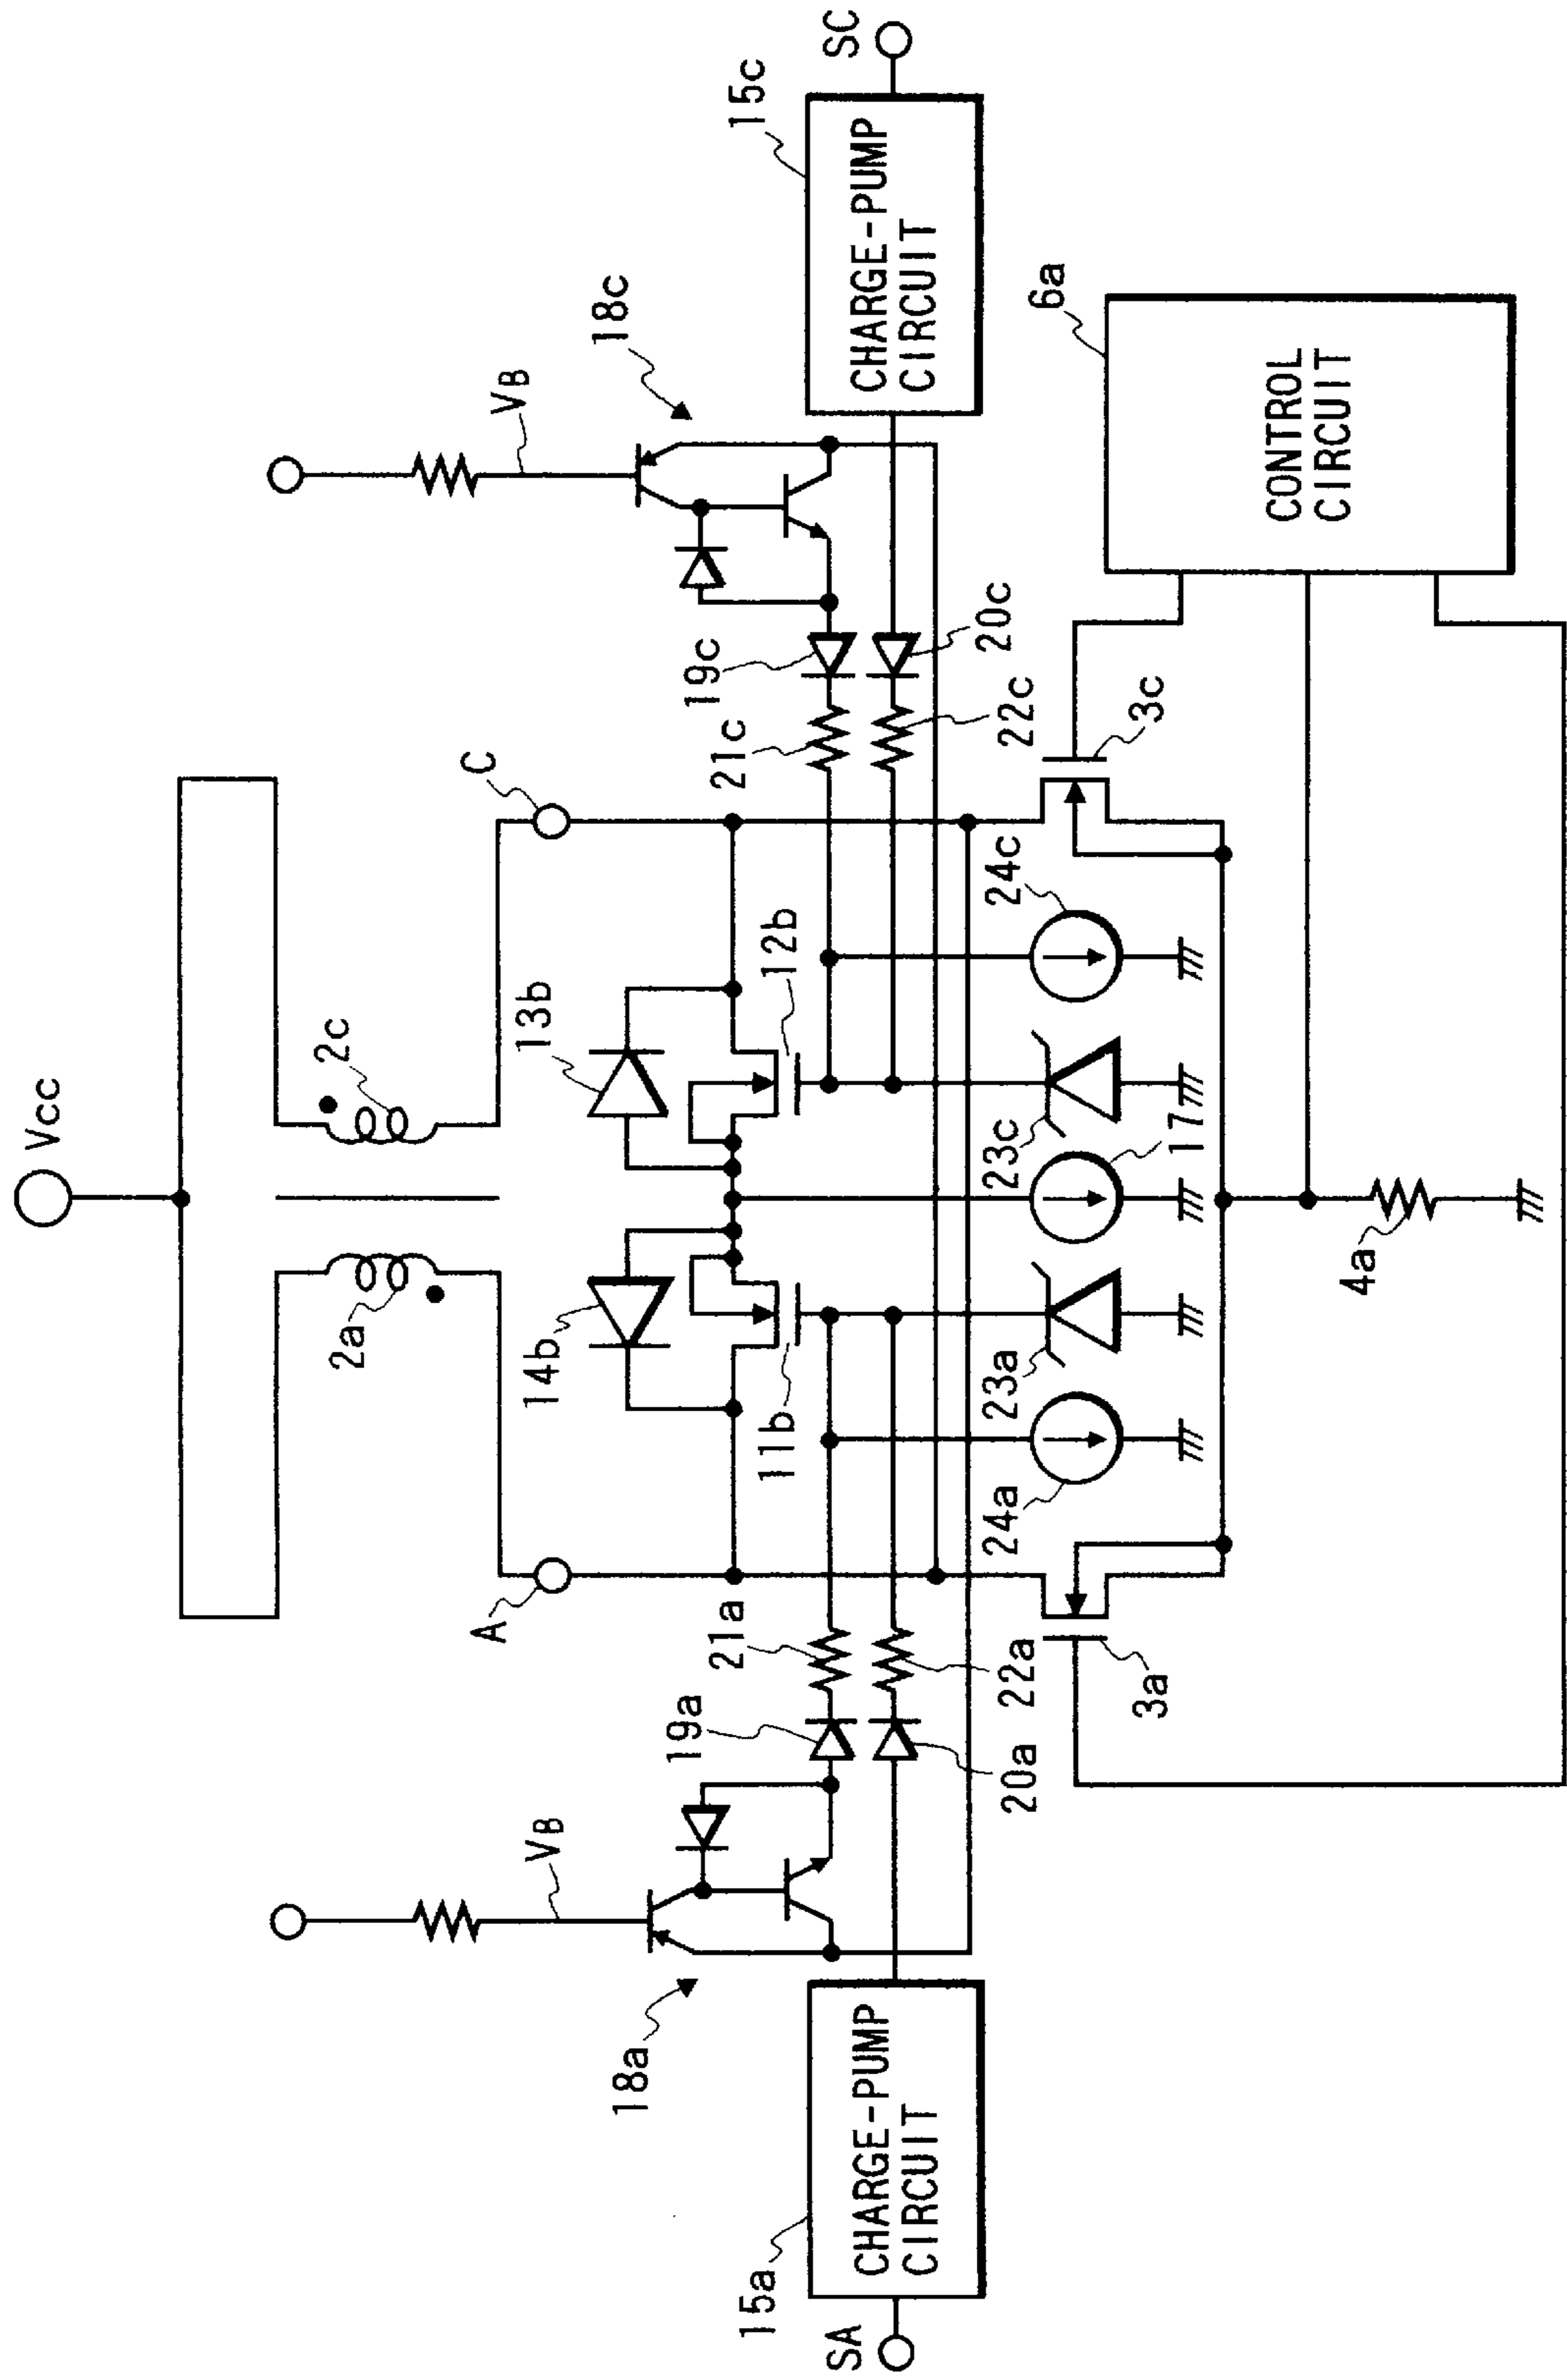 Vcc
2a
2c
A
C
VB
VB
14b
13b
18a
18c
11b
12b
19a
21a
21c
19c
15a
15c
CHARGE-PUMP
CIRCUIT
CHARGE-PUMP
CIRCUIT
SA
SC
20a
22a
24a
23a
23c
24c
22c
20c
17
3a
3c
6a
CONTROL
CIRCUIT
4a